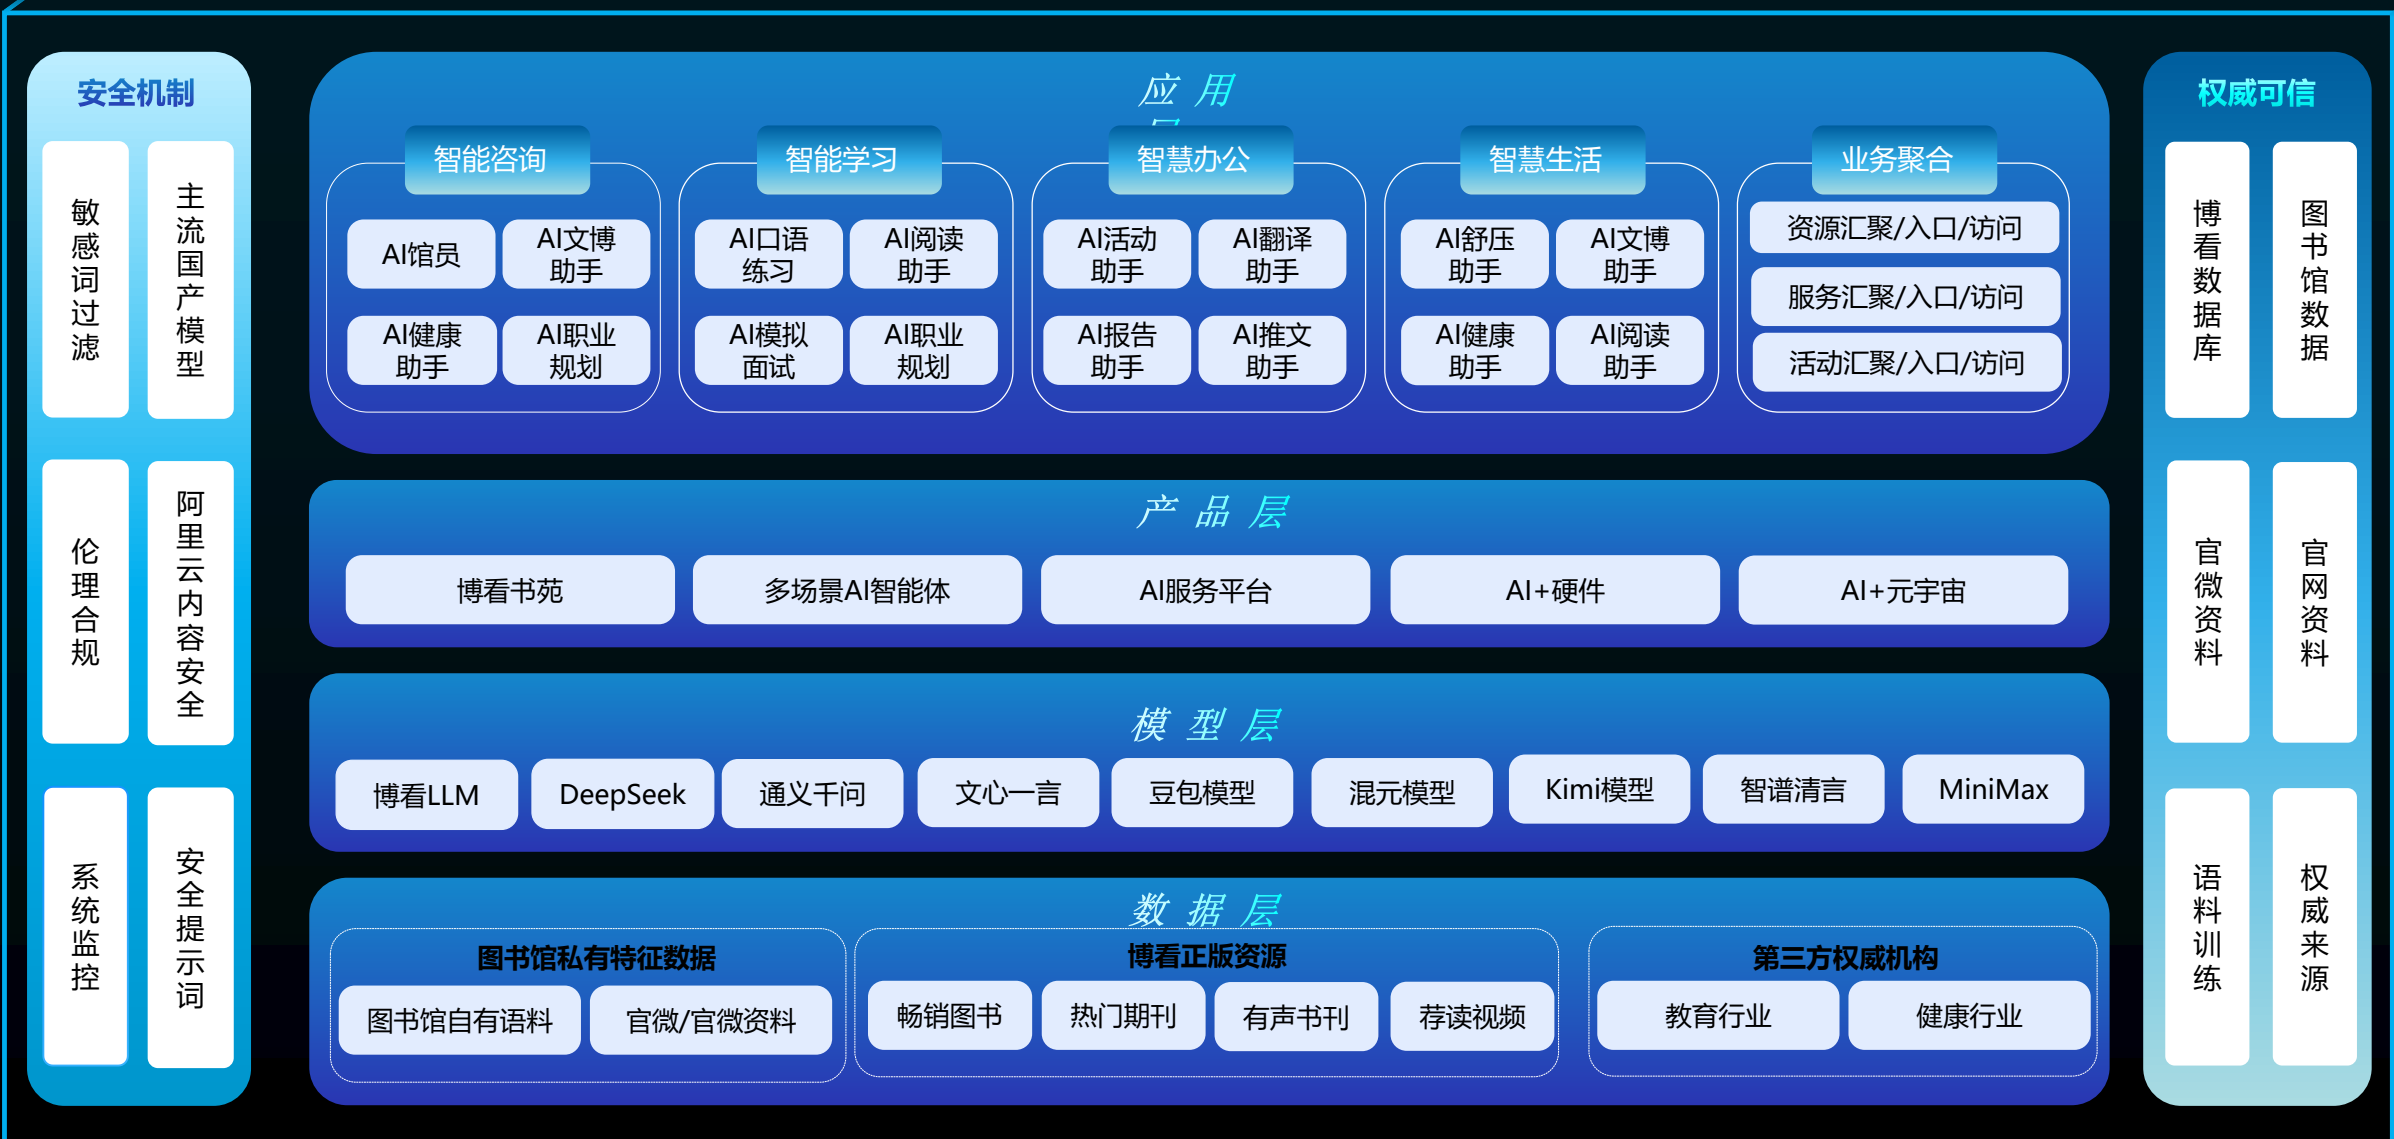 安全机制
敏感词过滤
主流国产模型
伦理合规
阿里云内容安全
系统监控
安全提示词
应 用
智能咨询
AI馆员
AI文博
助手
AI健康
助手
AI职业
规划
智能学习
AI口语
练习
AI阅读
助手
AI模拟
面试
AI职业
规划
智慧办公
AI活动
助手
AI翻译
助手
AI报告
助手
AI推文
助手
智慧生活
AI舒压
助手
AI文博
助手
AI健康
助手
AI阅读
助手
业务聚合
资源汇聚/入口/访问
服务汇聚/入口/访问
活动汇聚/入口/访问
产 品 层
博看书苑
多场景AI智能体
AI服务平台
AI+硬件
AI+元宇宙
模 型 层
博看LLM
DeepSeek
通义千问
文心一言
豆包模型
混元模型
Kimi模型
智谱清言
MiniMax
数 据 层
图书馆私有特征数据
图书馆自有语料
官微/官微资料
博看正版资源
畅销图书
热门期刊
有声书刊
荐读视频
第三方权威机构
教育行业
健康行业
权威可信
博看数据库
图书馆数据
官微资料
官网资料
语料训练
权威来源